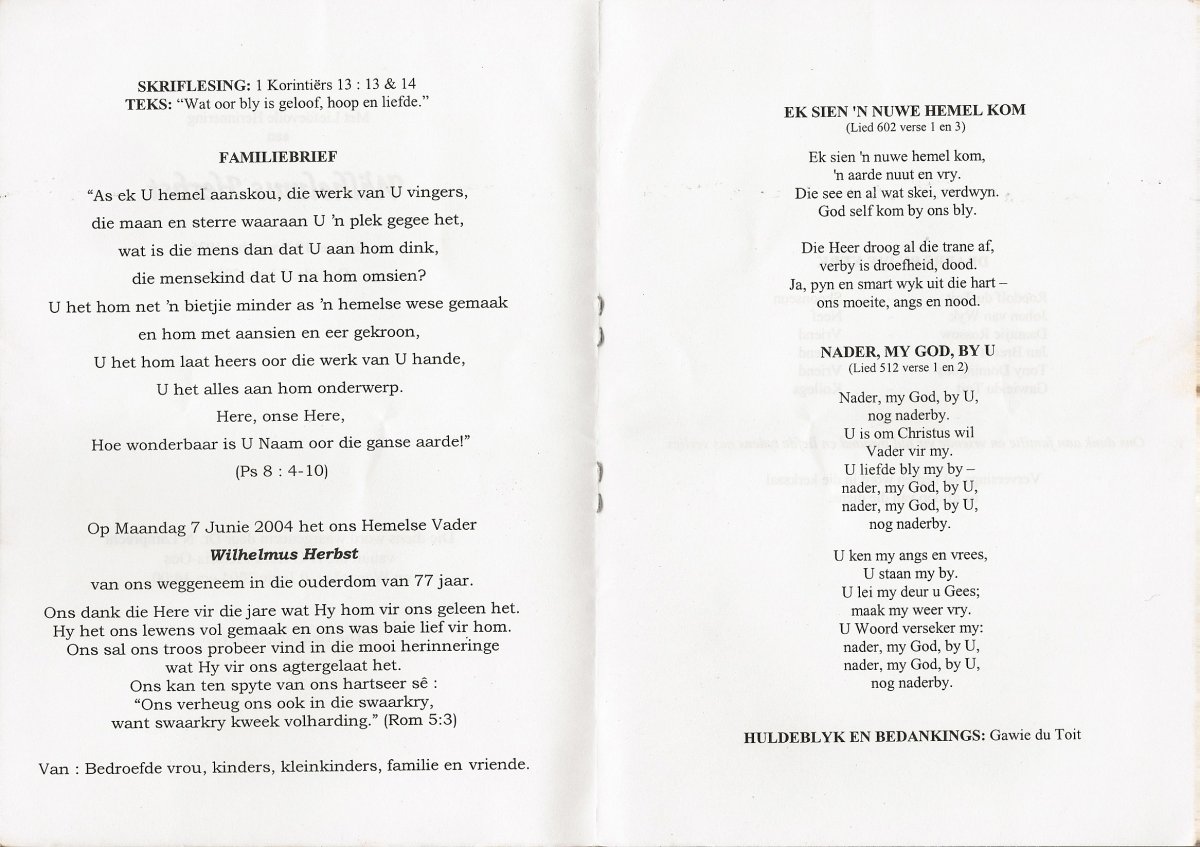 SKRIFLESING: 1 Korintiërs 13 : 13 & 14
TEKS: “Wat oor bly is geloof, hoop en liefde.”
FAMILIEBRIEF
“As ek U hemel aanskou, die werk van U vingers,
die maan en sterre waaraan U ’n plek gegee het,
wat is die mens dan dat U aan hom dink,
die mensekind dat U na hom omsien?
U het hom net ’n bietjie minder as ’n hemelse wese gemaak
en hom met aansien en eer gekroon,
U het hom laat heers oor die werk van U hande,
U het alles aan hom onderwerp.
Here, onse Here,
Hoe wonderbaar is U Naam oor die ganse aarde!”
(Ps 8 : 4-10)
Op Maandag 7 Junie 2004 het ons Hemelse Vader
Wilhelmus Herbst
van ons weggeneem in die ouderdom van 77 jaar.
Ons dank die Here vir die jare wat Hy hom vir ons geleen het.
Hy het ons lewens vol gemaak en ons was baie lief vir hom.
Ons sal ons troos probeer vind in die mooi herinneringe
wat Hy vir ons agtergelaat het.
Ons kan ten spyte van ons hartseer sê :
“Ons verheug ons ook in die swaarkry,
want swaarkry kweek volharding.” (Rom 5:3)
Van : Bedroefde vrou, kinders, kleinkinders, familie en vriende.
EK SIEN 'N NUWE HEMEL KOM
(Lied 602 verse 1 en 3)
Ek sien 'n nuwe hemel kom,
'n aarde nuut en vry.
Die see en al wat skei, verdwyn.
God self kom by ons bly.
Die Heer droog al die trane af,
verby is droefheid, dood.
Ja, pyn en smart wyk uit die hart –
ons moeite, angs en nood.
NADER, MY GOD, BY U
(Lied 512 verse 1 en 2)
Nader, my God, by U,
nog naderby.
U is om Christus wil
Vader vir my.
U liefde bly my by –
nader, my God, by U,
nader, my God, by U,
nog naderby.
U ken my angs en vrees,
U staan my by.
U lei my deur u Gees;
maak my weer vry.
U Woord verseker my:
nader, my God, by U,
nader, my God, by U,
nog naderby.
HULDEBLYK EN BEDANKINGS: Gawie du Toit